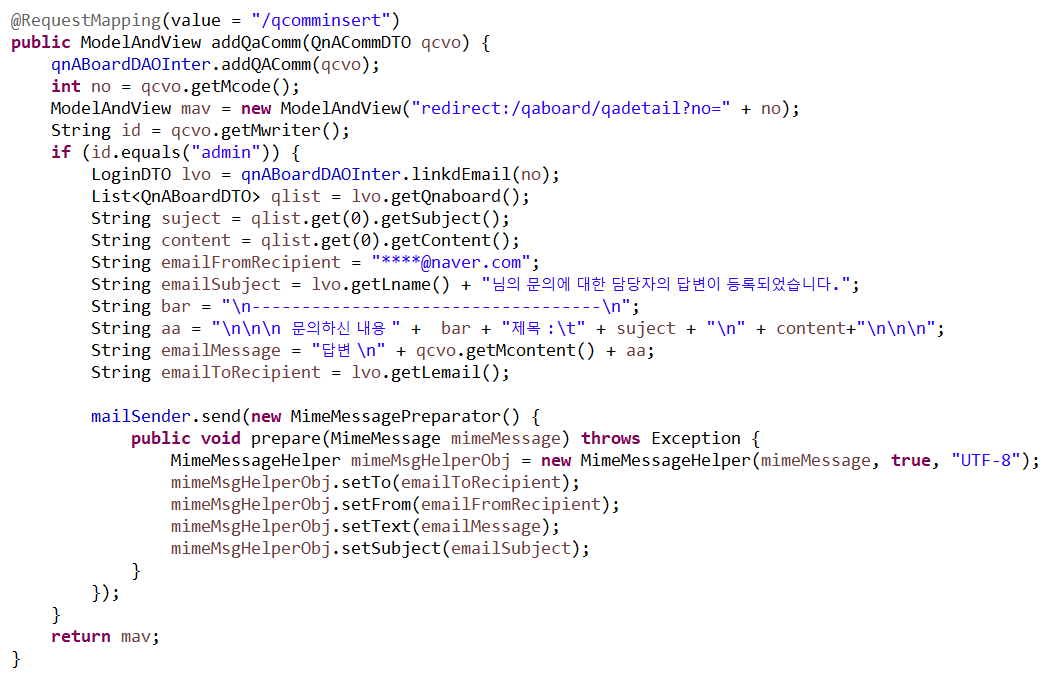 @RequestMapping(value = "/qcomminsert")
public ModelAndView addQaComm(QnACommDTO qcvo) {
    qnABoardDAOInter.addQAComm(qcvo);
    int no = qcvo.getMcode();
    ModelAndView mav = new ModelAndView("redirect:/qaboard/qadetail?no=" + no);
    String id = qcvo.getMwriter();
    if (id.equals("admin")) {
        LoginDTO lvo = qnABoardDAOInter.linkdEmail(no);
        List<QnABoardDTO> qlist = lvo.getQnaboard();
        String suject = qlist.get(0).getSubject();
        String content = qlist.get(0).getContent();
        String emailFromRecipient = "****@naver.com";
        String emailSubject = lvo.getLname() + "님의 문의에 대한 담당자의 답변이 등록되었습니다.";
        String bar = "\n-----------------------------------\n";
        String aa = "\n\n\n 문의하신 내용 " +  bar + "제목 :\t" + suject + "\n" + content+"\n\n\n";
        String emailMessage = "답변 \n" + qcvo.getMcontent() + aa;
        String emailToRecipient = lvo.getLemail();

        mailSender.send(new MimeMessagePreparator() {
            public void prepare(MimeMessage mimeMessage) throws Exception {
                MimeMessageHelper mimeMsgHelperObj = new MimeMessageHelper(mimeMessage, true, "UTF-8");
                mimeMsgHelperObj.setTo(emailToRecipient);
                mimeMsgHelperObj.setFrom(emailFromRecipient);
                mimeMsgHelperObj.setText(emailMessage);
                mimeMsgHelperObj.setSubject(emailSubject);
            }
        });
    }
    return mav;
}